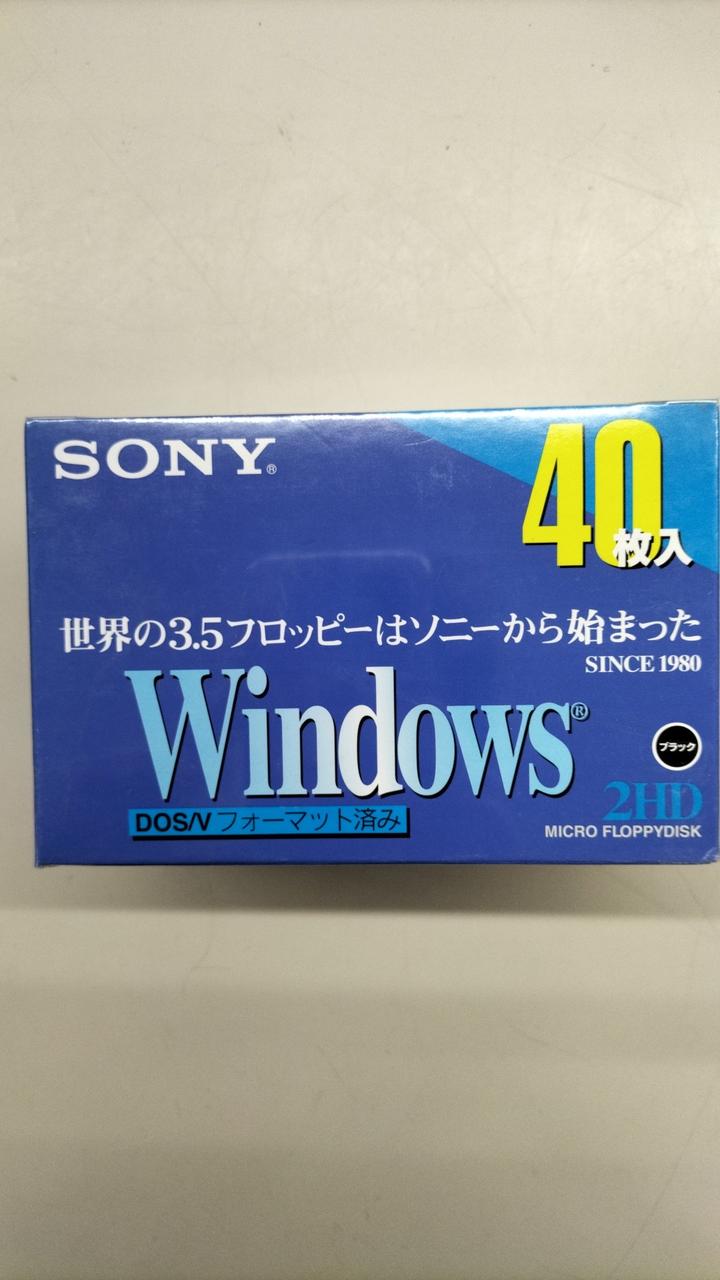 SONY®
40
枚入
世界の3.5フロッピーはソニーから始まった
SINCE 1980
Windows®
ブラック
DOS/V フォーマット済み
2HD
MICRO FLOPPYDISK